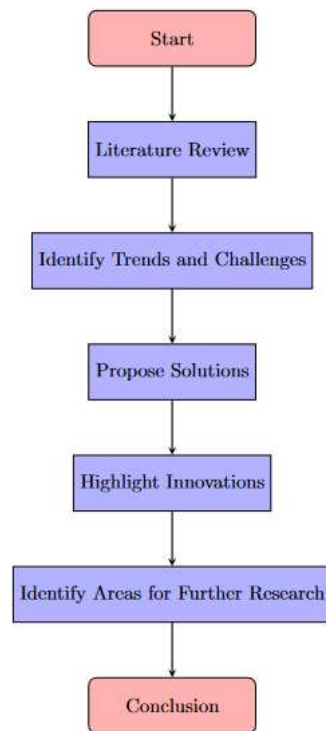 Start
Literature Review
Identify Trends and Challenges
Propose Solutions
Highlight Innovations
Identify Areas for Further Research
Conclusion